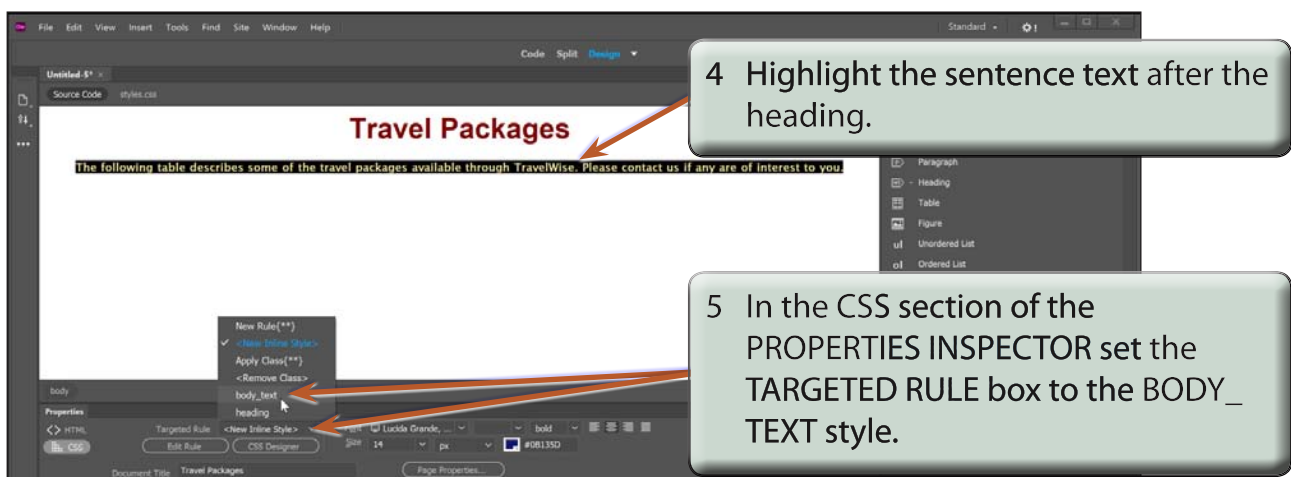 Dw File Edit View Insert Tools Find Site Window Help Standard
Code Split Design
Untitled-5* ×
Source Code styles.css
Travel Packages
The following table describes some of the travel packages available through TravelWise. Please contact us if any are of interest to you.
4 Highlight the sentence text after the
heading.
Paragraph
Heading
Table
Figure
ul Unordered List
ol Ordered List
5 In the CSS section of the
PROPERTIES INSPECTOR set the
TARGETED RULE box to the BODY_
TEXT style.
New Rule{**}
<New Inline Style>
Apply Class{**}
<Remove Class>
body_text
heading
body
Properties
<> HTML Targeted Rule <New Inline Style> Lucida Grande, ... bold
CSS Edit Rule CSS Designer Size 14 px #0B135D
Document Title Travel Packages Page Properties...